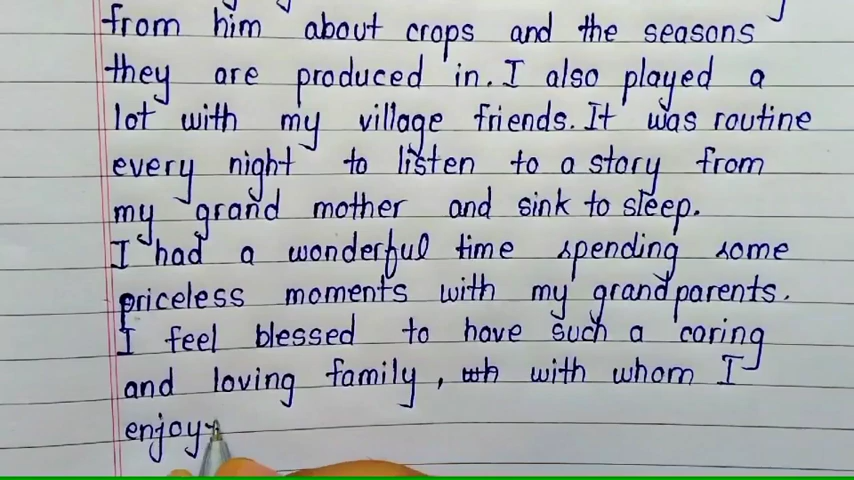 from him about crops and the seasons
they are produced in. I also played a
lot with my village friends. It was routine
every night to listen to a story from
my grand mother and sink to sleep.
I had a wonderful time spending some
priceless moments with my grandparents.
I feel blessed to have such a caring
and loving family, with whom I
enjoy